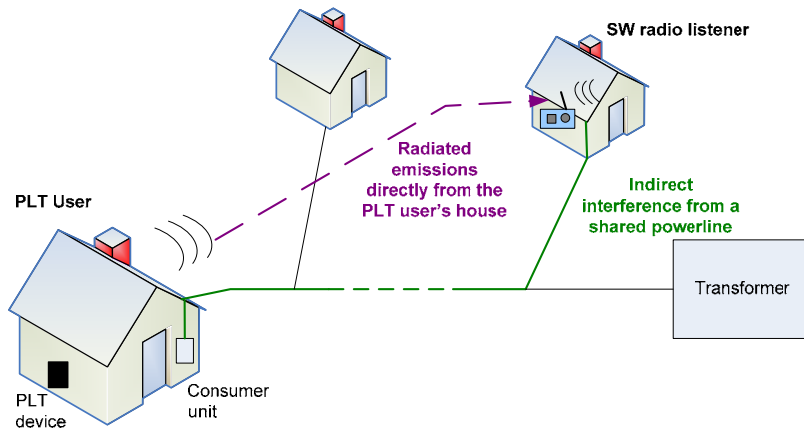 SW radio listener
Radiated
emissions
directly from the
PLT user's house
Indirect
interference from a
shared powerline
PLT User
Transformer
PLT
device
Consumer
unit